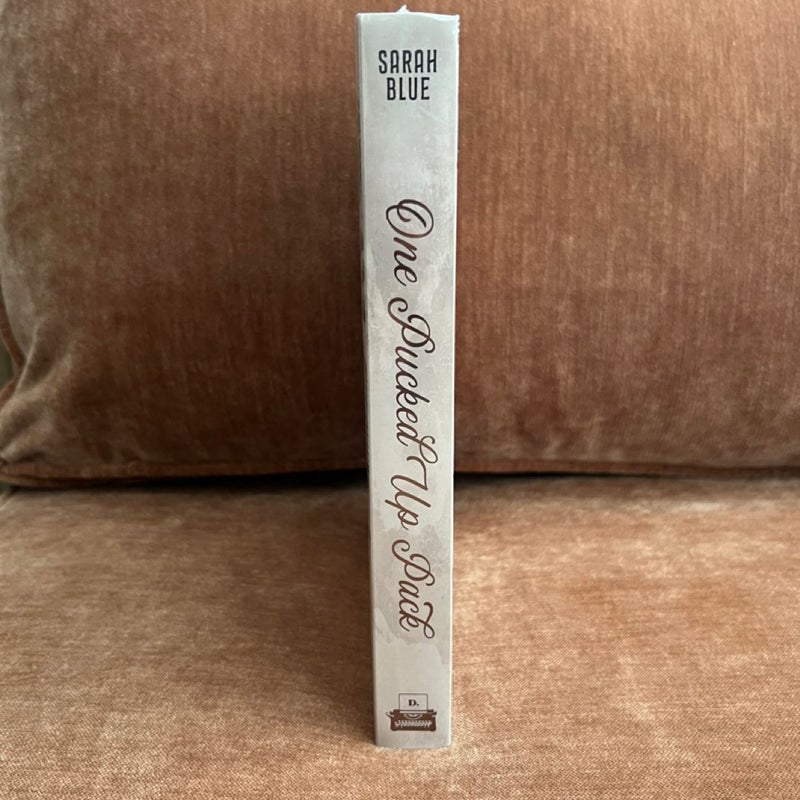 SARAH
BLUE
One Pucked Up Pack
D.